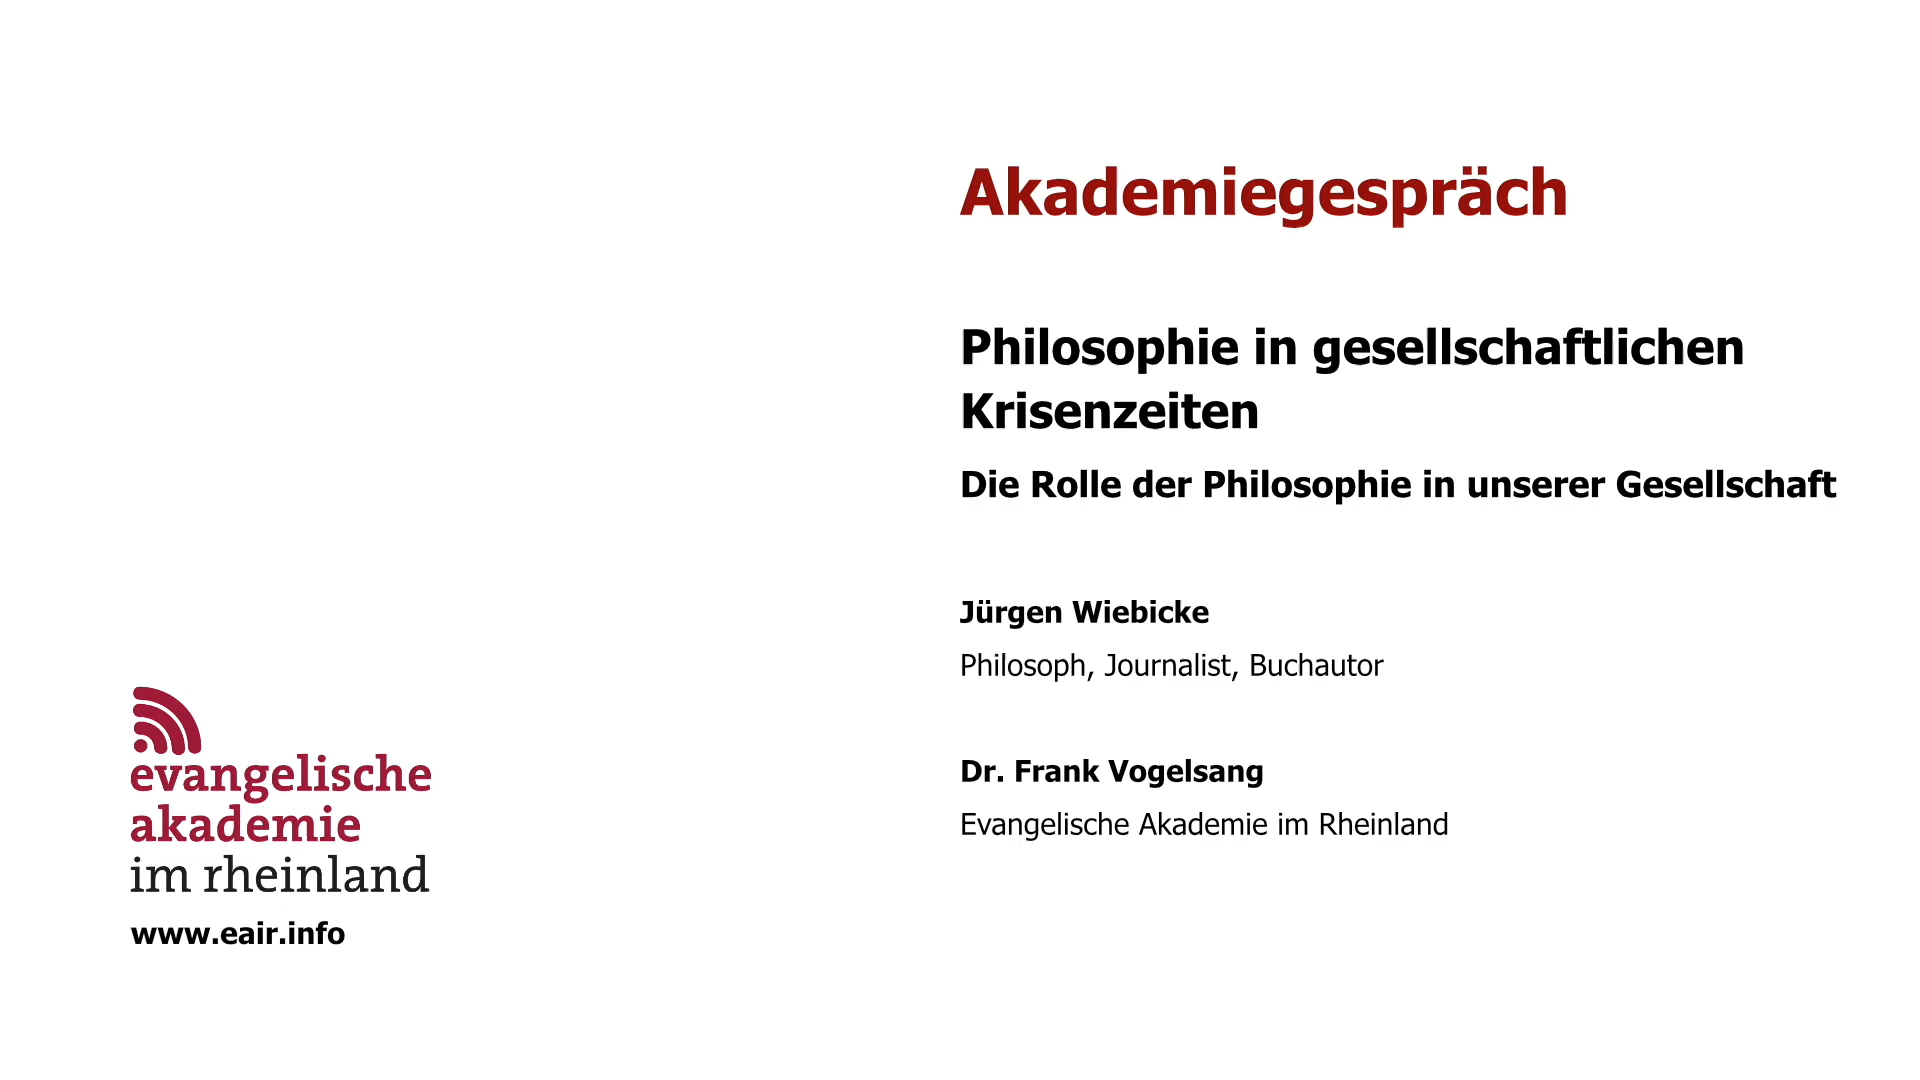 Akademiegespräch
Philosophie in gesellschaftlichen
Krisenzeiten
Die Rolle der Philosophie in unserer Gesellschaft
Jürgen Wiebicke
Philosoph, Journalist, Buchautor
Dr. Frank Vogelsang
Evangelische Akademie im Rheinland
evangelische
akademie
im rheinland
www.eair.info